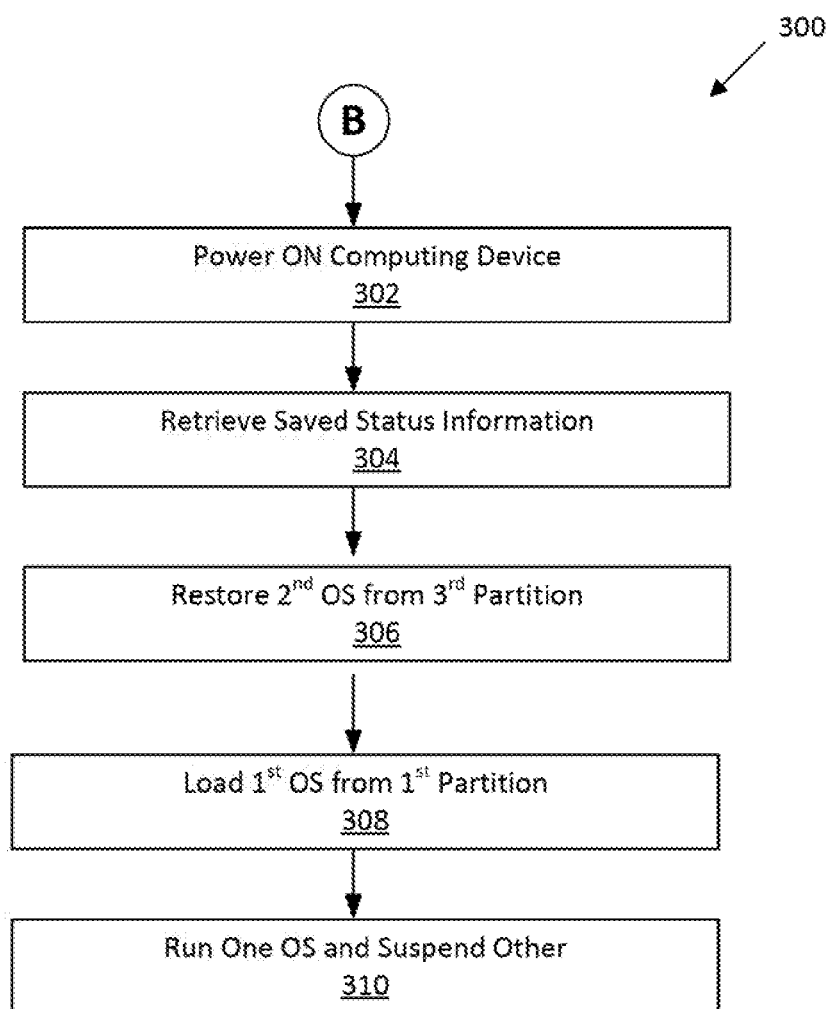 300
B
Power ON Computing Device
302
Retrieve Saved Status Information
304
Restore 2nd OS from 3rd Partition
306
Load 1st OS from 1st Partition
308
Run One OS and Suspend Other
310